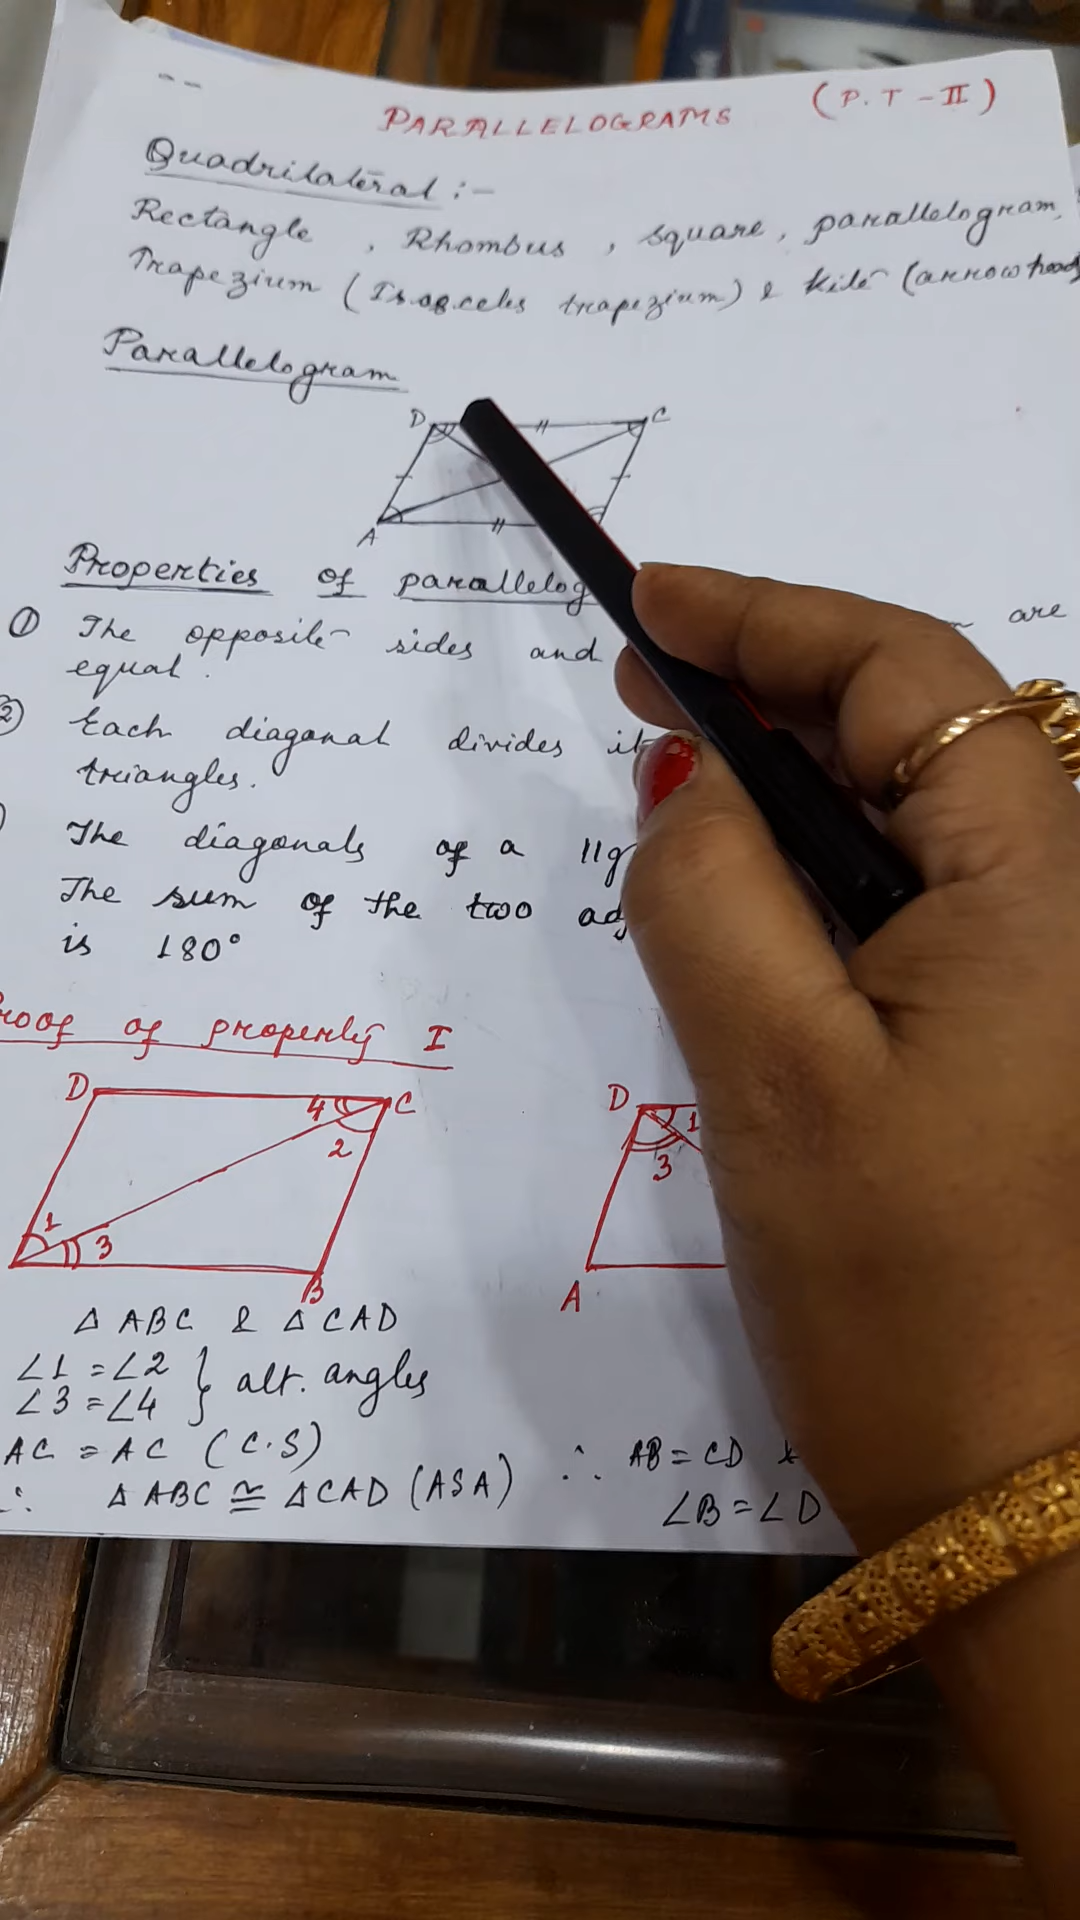 PARALLELOGRAMS (P.T-II)
Quadrilateral :-
Rectangle, Rhombus, square, parallelogram,
Trapezium (Isosceles trapezium) & kite (arrowhead
Parallelogram
D C
A
Properties of parallelog
① The opposite sides and are
equal.
② Each diagonal divides it
triangles.
The diagonals of a ||g
The sum of the two adj
is 180°
Proof of property I
D 4 C D 1
2 3
1 3
B A
△ ABC & △ CAD
∠1 = ∠2 } alt. angles
∠3 = ∠4
AC = AC (C.S) ∴ AB = CD
∴ △ ABC ≅ △ CAD (ASA) ∠B = ∠D